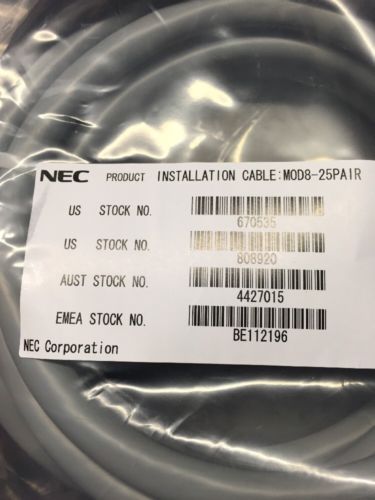 NEC PRODUCT INSTALLATION CABLE:MOD8-25PAIR
US STOCK NO. 670535
US STOCK NO. 808920
AUST STOCK NO. 4427015
EMEA STOCK NO. BE112196
NEC Corporation